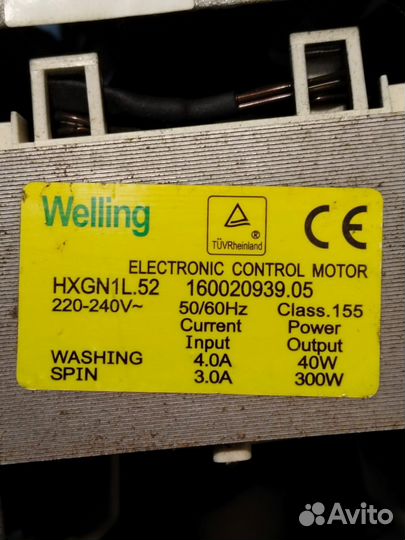 Welling
TÜVRheinland ®
CE
ELECTRONIC CONTROL MOTOR
HXGN1L.52 160020939.05
220-240V~ 50/60Hz Class.155
Current Power
Input Output
WASHING 4.0A 40W
SPIN 3.0A 300W
Avito